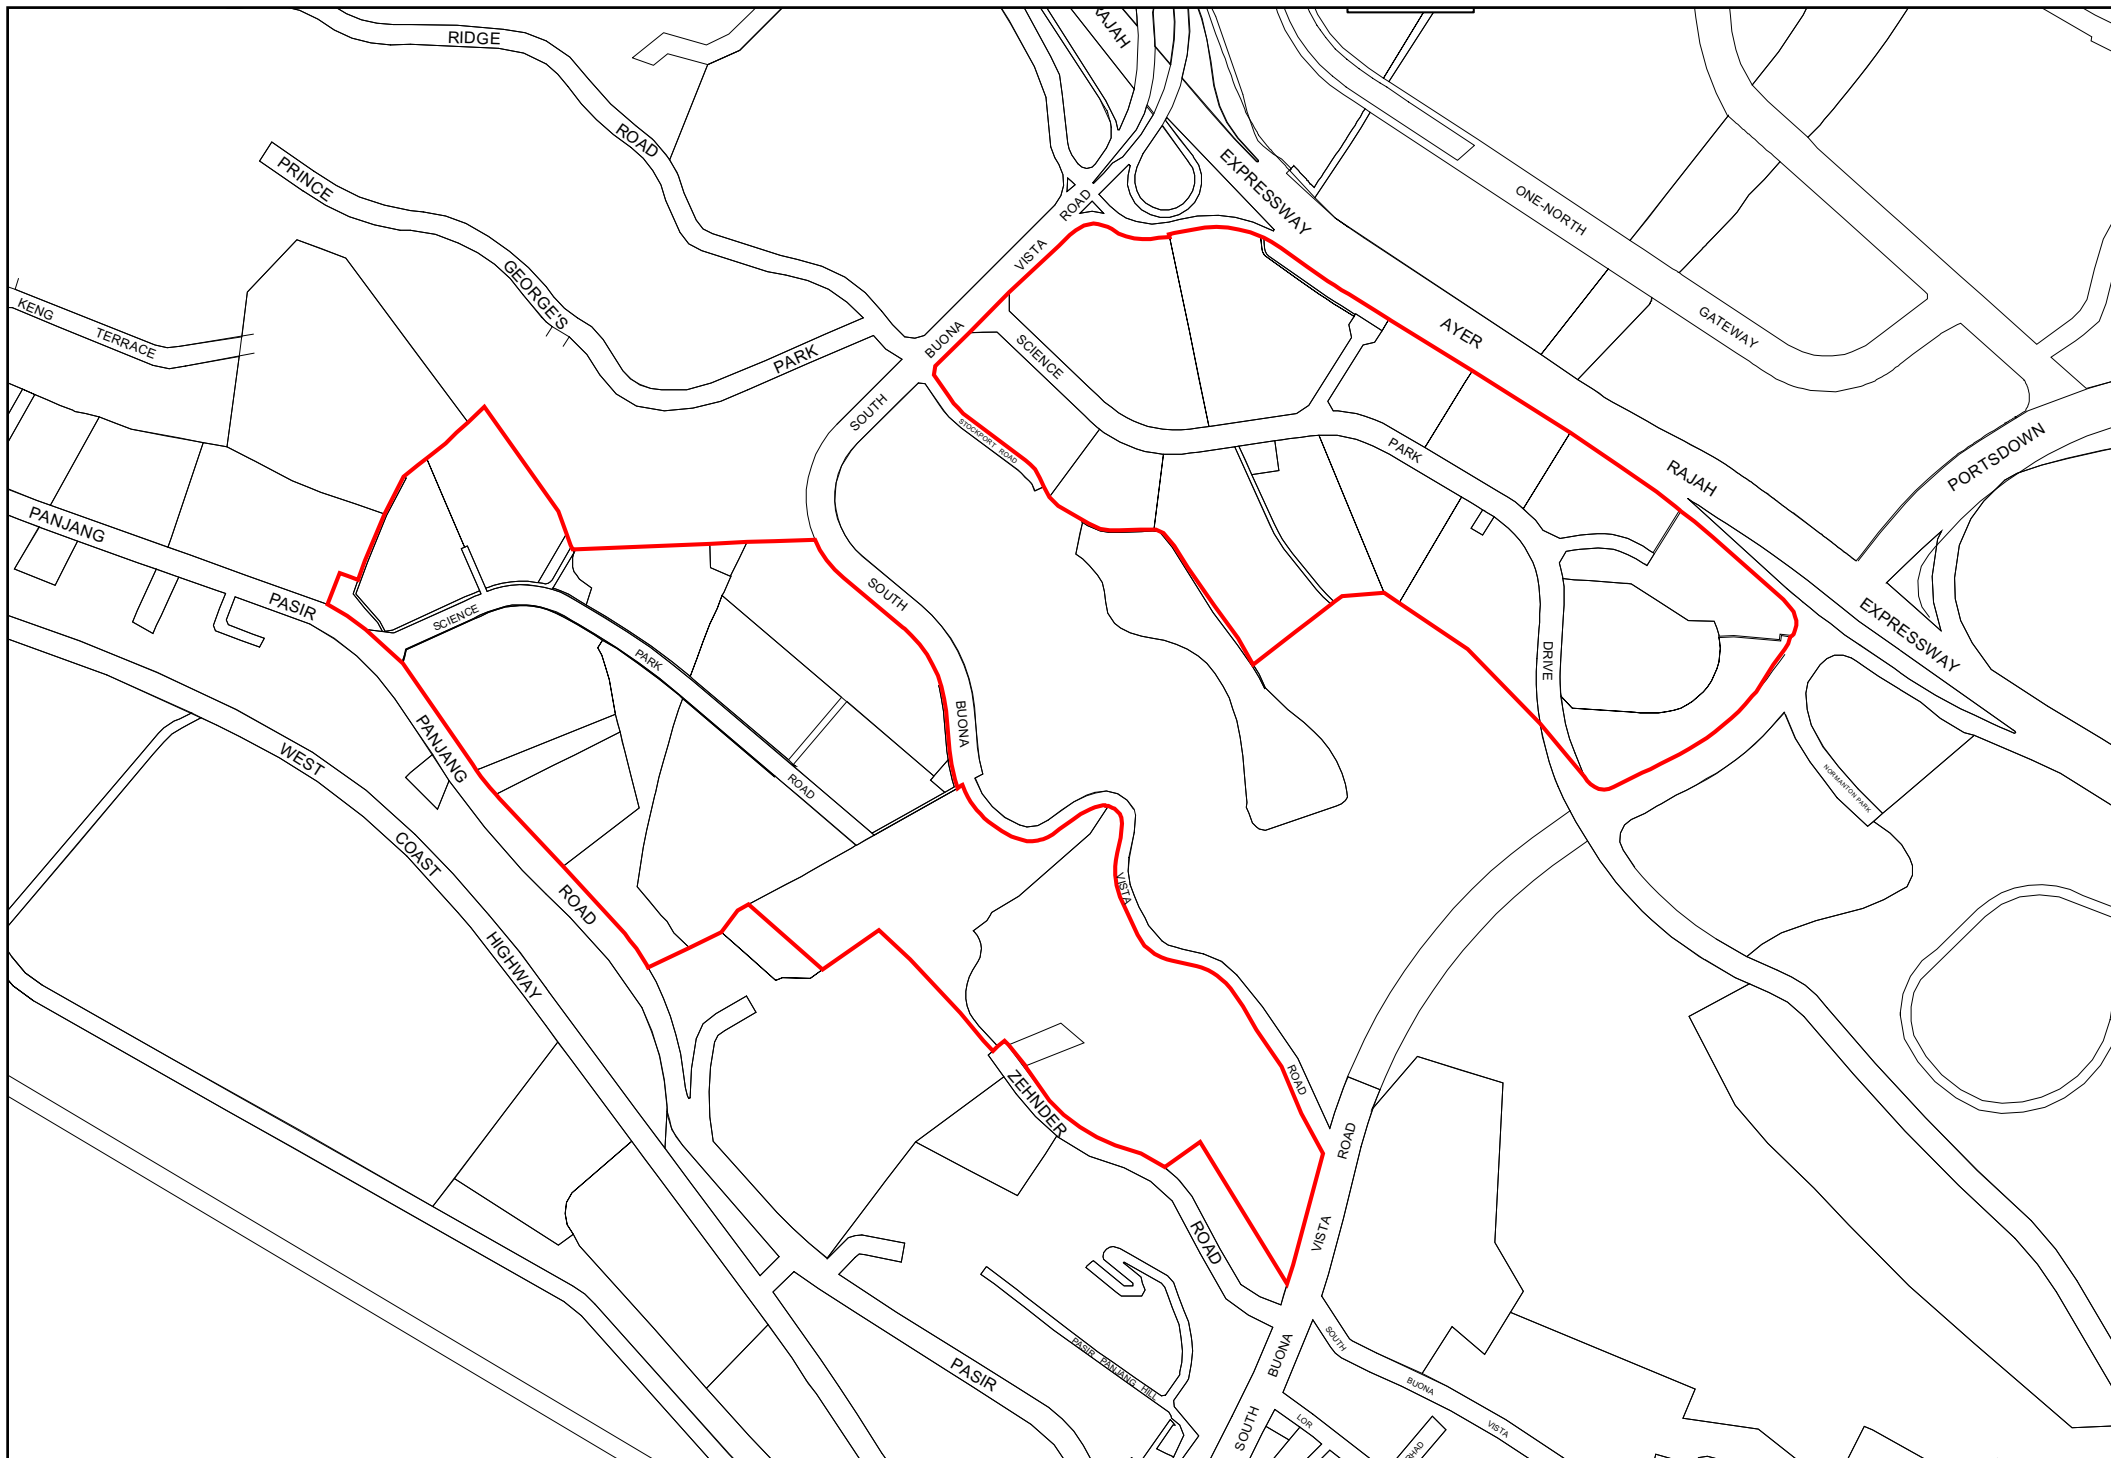 RIDGE
ROAD
RAJAH
EXPRESSWAY
ONE-NORTH
GATEWAY
PRINCE
GEORGE'S
PARK
KENG
TERRACE
ROAD
VISTA
BUONA
SOUTH
SCIENCE
PARK
DRIVE
STOCKPORT ROAD
AYER
RAJAH
EXPRESSWAY
PORTSDOWN
PANJANG
PASIR
PANJANG
ROAD
SCIENCE
PARK
ROAD
SOUTH
BUONA
VISTA
ROAD
WEST
COAST
HIGHWAY
NORMANTON PARK
ZEHNDER
ROAD
ROAD
VISTA
BUONA
SOUTH
PASIR
PASIR PANJANG HILL
SOUTH
BUONA
VISTA
LOR